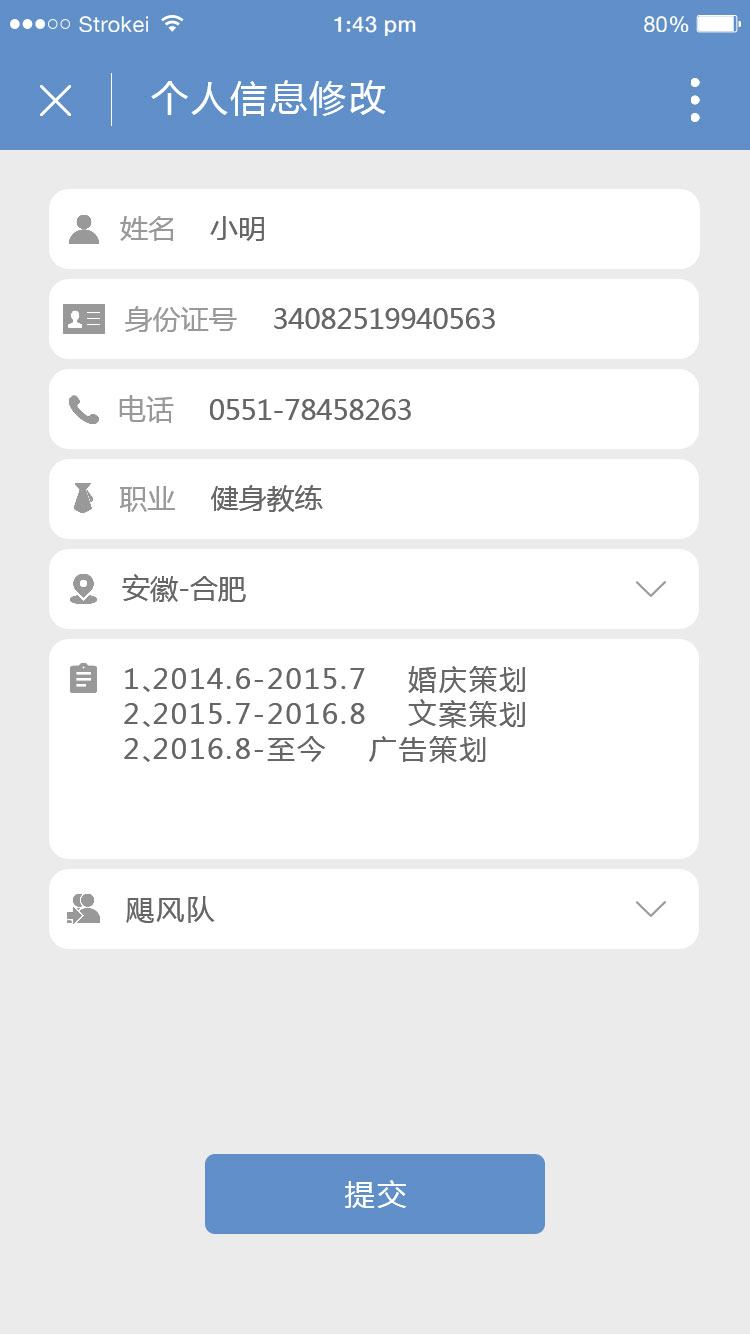 Strokei 1:43 pm 80%
个人信息修改
姓名 小明
身份证号 34082519940563
电话 0551-78458263
职业 健身教练
安徽-合肥
1、2014.6-2015.7 婚庆策划
2、2015.7-2016.8 文案策划
2、2016.8-至今 广告策划
飓风队
提交